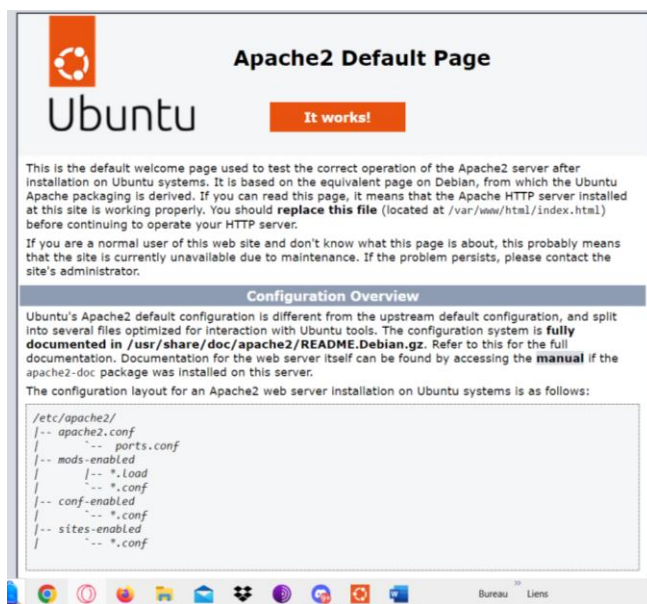 Apache2 Default Page
Ubuntu
It works!
This is the default welcome page used to test the correct operation of the Apache2 server after
installation on Ubuntu systems. It is based on the equivalent page on Debian, from which the Ubuntu
Apache packaging is derived. If you can read this page, it means that the Apache HTTP server installed
at this site is working properly. You should replace this file (located at /var/www/html/index.html)
before continuing to operate your HTTP server.
If you are a normal user of this web site and don't know what this page is about, this probably means
that the site is currently unavailable due to maintenance. If the problem persists, please contact the
site's administrator.
Configuration Overview
Ubuntu's Apache2 default configuration is different from the upstream default configuration, and split
into several files optimized for interaction with Ubuntu tools. The configuration system is fully
documented in /usr/share/doc/apache2/README.Debian.gz. Refer to this for the full
documentation. Documentation for the web server itself can be found by accessing the manual if the
apache2-doc package was installed on this server.
The configuration layout for an Apache2 web server installation on Ubuntu systems is as follows:
/etc/apache2/
|-- apache2.conf
|       `--  ports.conf
|-- mods-enabled
|       |-- *.load
|       `-- *.conf
|-- conf-enabled
|       `-- *.conf
|-- sites-enabled
|       `-- *.conf
Bureau » Liens